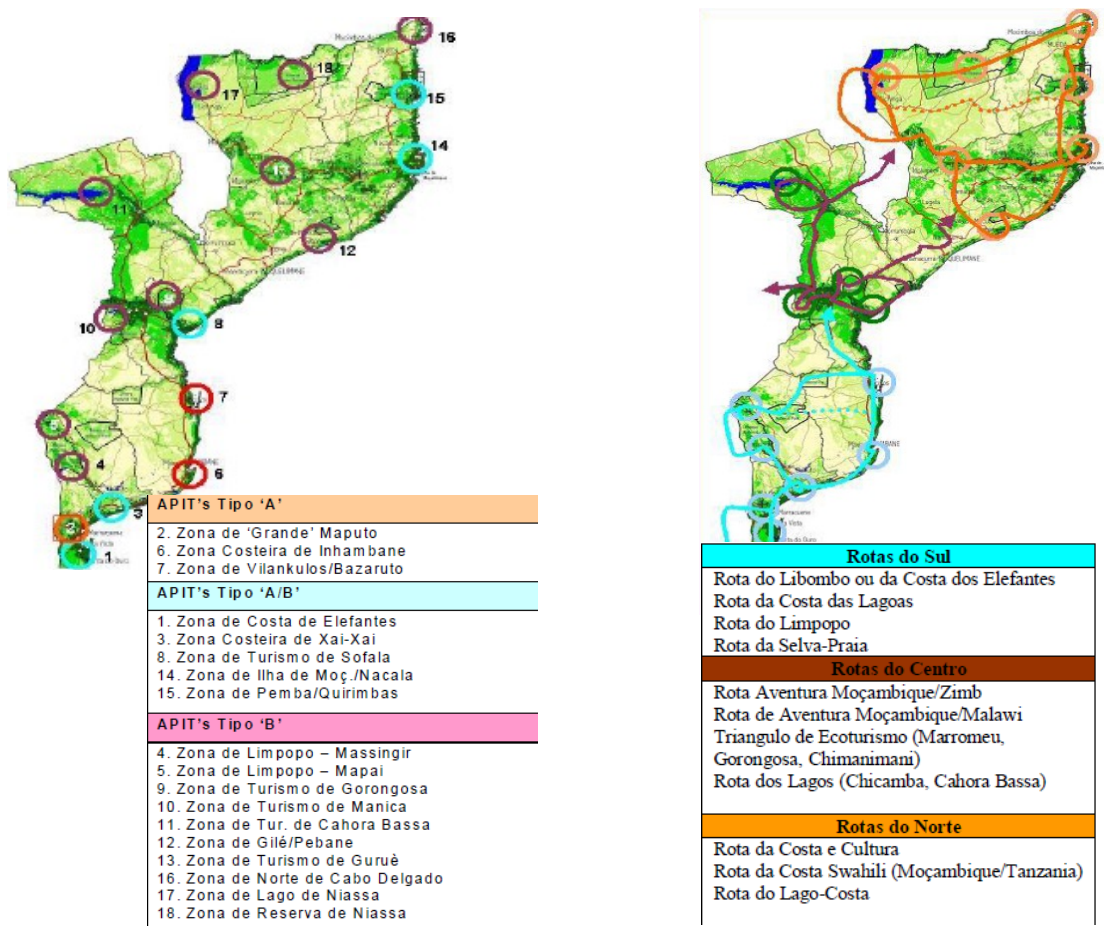 16
18
17
15
14
13
11
12
10
8
7
4
6
3
1
APIT's Tipo 'A'
2. Zona de 'Grande' Maputo
6. Zona Costeira de Inhambane
7. Zona de Vilankulos/Bazaruto
APIT's Tipo 'A/B'
1. Zona de Costa de Elefantes
3. Zona Costeira de Xai-Xai
8. Zona de Turismo de Sofala
14. Zona de Ilha de Moç./Nacala
15. Zona de Pemba/Quirimbas
APIT's Tipo 'B'
4. Zona de Limpopo – Massingir
5. Zona de Limpopo – Mapai
9. Zona de Turismo de Gorongosa
10. Zona de Turismo de Manica
11. Zona de Tur. de Cahora Bassa
12. Zona de Gilé/Pebane
13. Zona de Turismo de Guruè
16. Zona de Norte de Cabo Delgado
17. Zona de Lago de Niassa
18. Zona de Reserva de Niassa
Rotas do Sul
Rota do Libombo ou da Costa dos Elefantes
Rota da Costa das Lagoas
Rota do Limpopo
Rota da Selva-Praia
Rotas do Centro
Rota Aventura Moçambique/Zimb
Rota de Aventura Moçambique/Malawi
Triangulo de Ecoturismo (Marromeu,
Gorongosa, Chimanimani)
Rota dos Lagos (Chicamba, Cahora Bassa)
Rotas do Norte
Rota da Costa e Cultura
Rota da Costa Swahili (Moçambique/Tanzania)
Rota do Lago-Costa